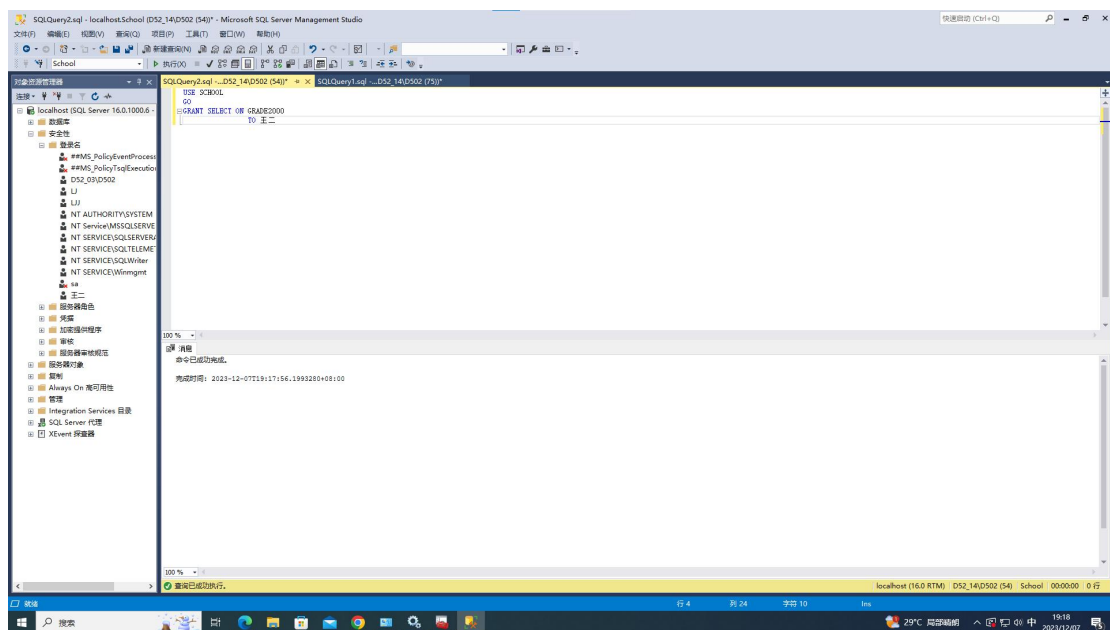 SQLQuery2.sql - localhost.School (D52_14\D502 (54))* - Microsoft SQL Server Management Studio
快速启动 (Ctrl+Q)
文件(F) 编辑(E) 视图(V) 查询(Q) 项目(P) 工具(T) 窗口(W) 帮助(H)
新建查询(N)
School
执行(X)
对象资源管理器
SQLQuery2.sql -...D52_14\D502 (54))*
SQLQuery1.sql -...D52_14\D502 (75))*
连接
localhost (SQL Server 16.0.1000.6 -
数据库
安全性
登录名
##MS_PolicyEventProcess
##MS_PolicyTsqlExecution
D52_03\D502
LJ
LJJ
NT AUTHORITY\SYSTEM
NT Service\MSSQLSERVE
NT SERVICE\SQLSERVERA
NT SERVICE\SQLTELEMET
NT SERVICE\SQLWriter
NT SERVICE\Winmgmt
sa
王二
服务器角色
凭据
加密提供程序
审核
服务器审核规范
服务器对象
复制
Always On 高可用性
管理
Integration Services 目录
SQL Server 代理
XEvent 探查器
USE SCHOOL
GO
GRANT SELECT ON GRADE2000
TO 王二
100 %
消息
命令已成功完成。
完成时间: 2023-12-07T19:17:56.1993280+08:00
100 %
查询已成功执行。
localhost (16.0 RTM) D52_14\D502 (54) School 00:00:00 0 行
就绪
行 4 列 24 字符 10 Ins
搜索
29°C 局部晴朗
中
19:18
2023/12/07